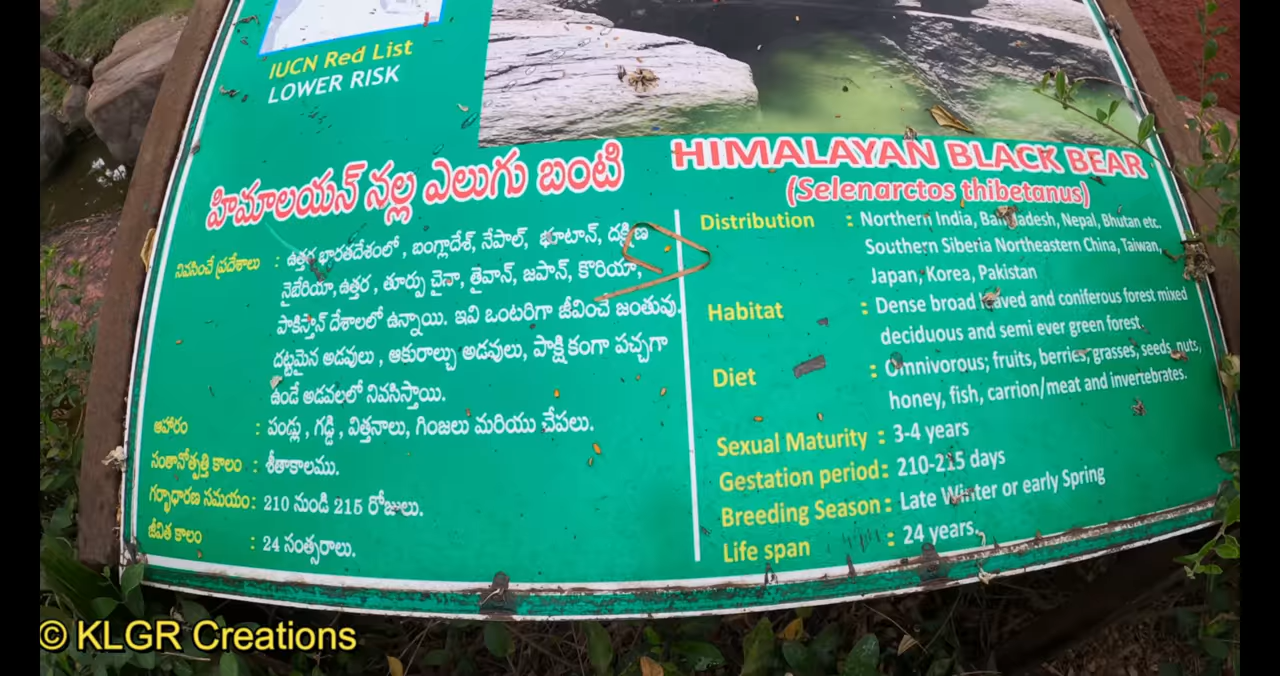 IUCN Red List
LOWER RISK
హిమాలయన్ నల్ల ఎలుగు బంటి
నివసించే ప్రదేశాలు : ఉత్తర భారతదేశంలో, బంగ్లాదేశ్, నేపాల్, భూటాన్, దక్షిణ
సైబేరియా, ఉత్తర, తూర్పు చైనా, తైవాన్, జపాన్, కొరియా,
పాకిస్తాన్ దేశాలలో ఉన్నాయి. ఇవి ఒంటరిగా జీవించే జంతువు.
దట్టమైన అడవులు, ఆకురాల్చు అడవులు, పాక్షికంగా పచ్చగా
ఉండే అడవలలో నివసిస్తాయి.
ఆహారం : పండ్లు, గడ్డి, విత్తనాలు, గింజలు మరియు చేపలు.
సంతానోత్పత్తి కాలం : శీతాకాలము.
గర్భాధారణ సమయం : 210 నుండి 215 రోజులు.
జీవిత కాలం : 24 సంత్సరాలు.
HIMALAYAN BLACK BEAR
(Selenarctos thibetanus)
Distribution : Northern India, Bangladesh, Nepal, Bhutan etc.
Southern Siberia Northeastern China, Taiwan,
Japan, Korea, Pakistan
Habitat : Dense broad leaved and coniferous forest mixed
deciduous and semi ever green forest.
Diet : Omnivorous; fruits, berries, grasses, seeds, nuts,
honey, fish, carrion/meat and invertebrates.
Sexual Maturity : 3-4 years
Gestation period : 210-215 days
Breeding Season : Late Winter or early Spring
Life span : 24 years.
© KLGR Creations